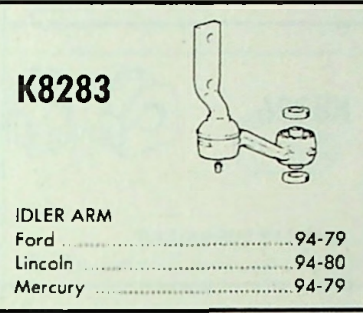 K8283
IDLER ARM
Ford ........................................94-79
Lincoln ...................................94-80
Mercury .................................94-79